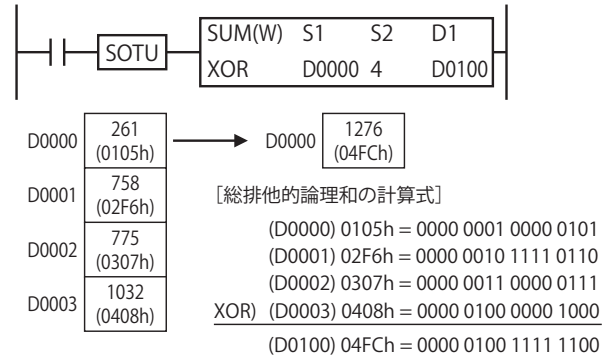 SOTU
SUM(W) S1 S2 D1
XOR D0000 4 D0100
D0000 261 (0105h)
D0000 1276 (04FCh)
D0001 758 (02F6h)
D0002 775 (0307h)
D0003 1032 (0408h)
［総排他的論理和の計算式］
(D0000) 0105h = 0000 0001 0000 0101
(D0001) 02F6h = 0000 0010 1111 0110
(D0002) 0307h = 0000 0011 0000 0111
XOR) (D0003) 0408h = 0000 0100 0000 1000
(D0100) 04FCh = 0000 0100 1111 1100